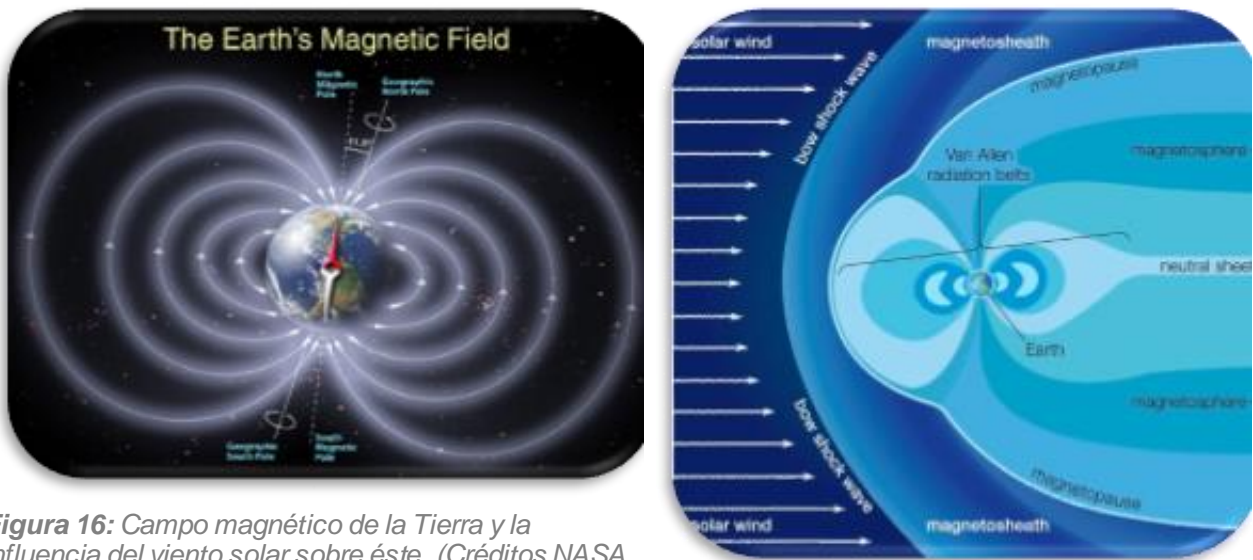 The Earth's Magnetic Field
North
Magnetic
Pole
Geographic
North Pole
Geographic
South Pole
South
Magnetic
Pole
Figura 16: Campo magnético de la Tierra y la
influencia del viento solar sobre éste. (Créditos NASA
solar wind
magnetosheath
bow shock wave
magnetopause
Van Allen
radiation belts
magnetosphere
neutral sheet
Earth
magnetosphere
bow shock wave
magnetopause
solar wind
magnetosheath